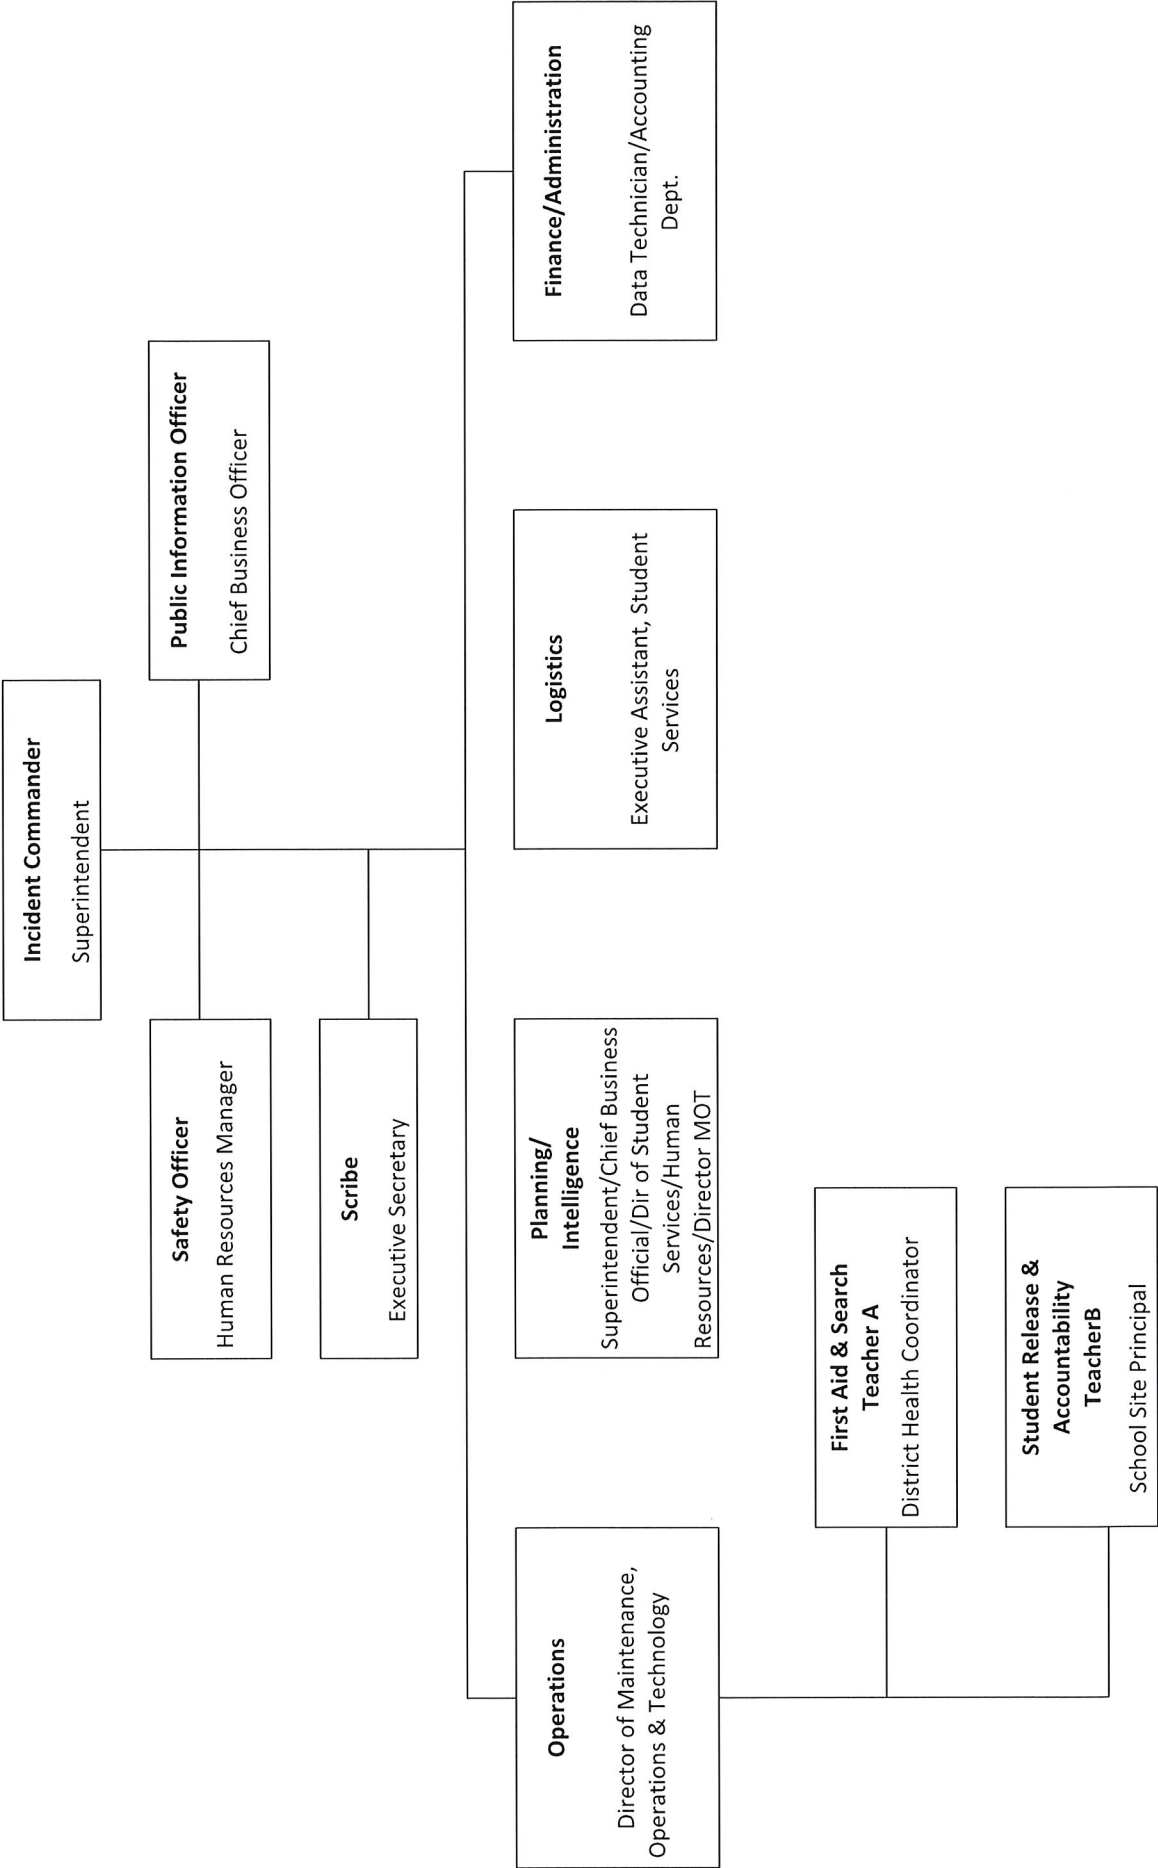 Incident Commander
Superintendent
Safety Officer
Human Resources Manager
Public Information Officer
Chief Business Officer
Scribe
Executive Secretary
Operations
Director of Maintenance,
Operations & Technology
Planning/
Intelligence
Superintendent/Chief Business
Official/Dir of Student
Services/Human
Resources/Director MOT
Logistics
Executive Assistant, Student
Services
Finance/Administration
Data Technician/Accounting
Dept.
First Aid & Search
Teacher A
District Health Coordinator
Student Release &
Accountability
TeacherB
School Site Principal